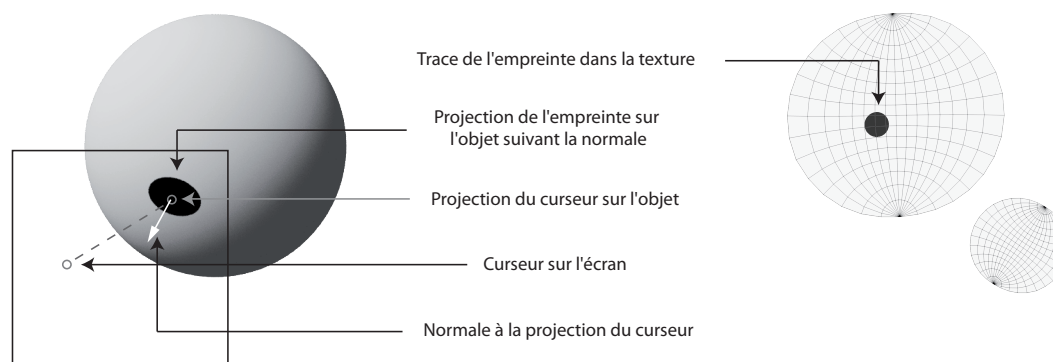 Trace de l'empreinte dans la texture
Projection de l'empreinte sur
l'objet suivant la normale
Projection du curseur sur l'objet
Curseur sur l'écran
Normale à la projection du curseur